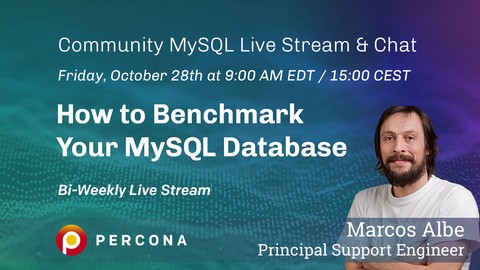 Community MySQL Live Stream & Chat
Friday, October 28th at 9:00 AM EDT / 15:00 CEST
How to Benchmark
Your MySQL Database
Bi-Weekly Live Stream
PERCONA
Marcos Albe
Principal Support Engineer